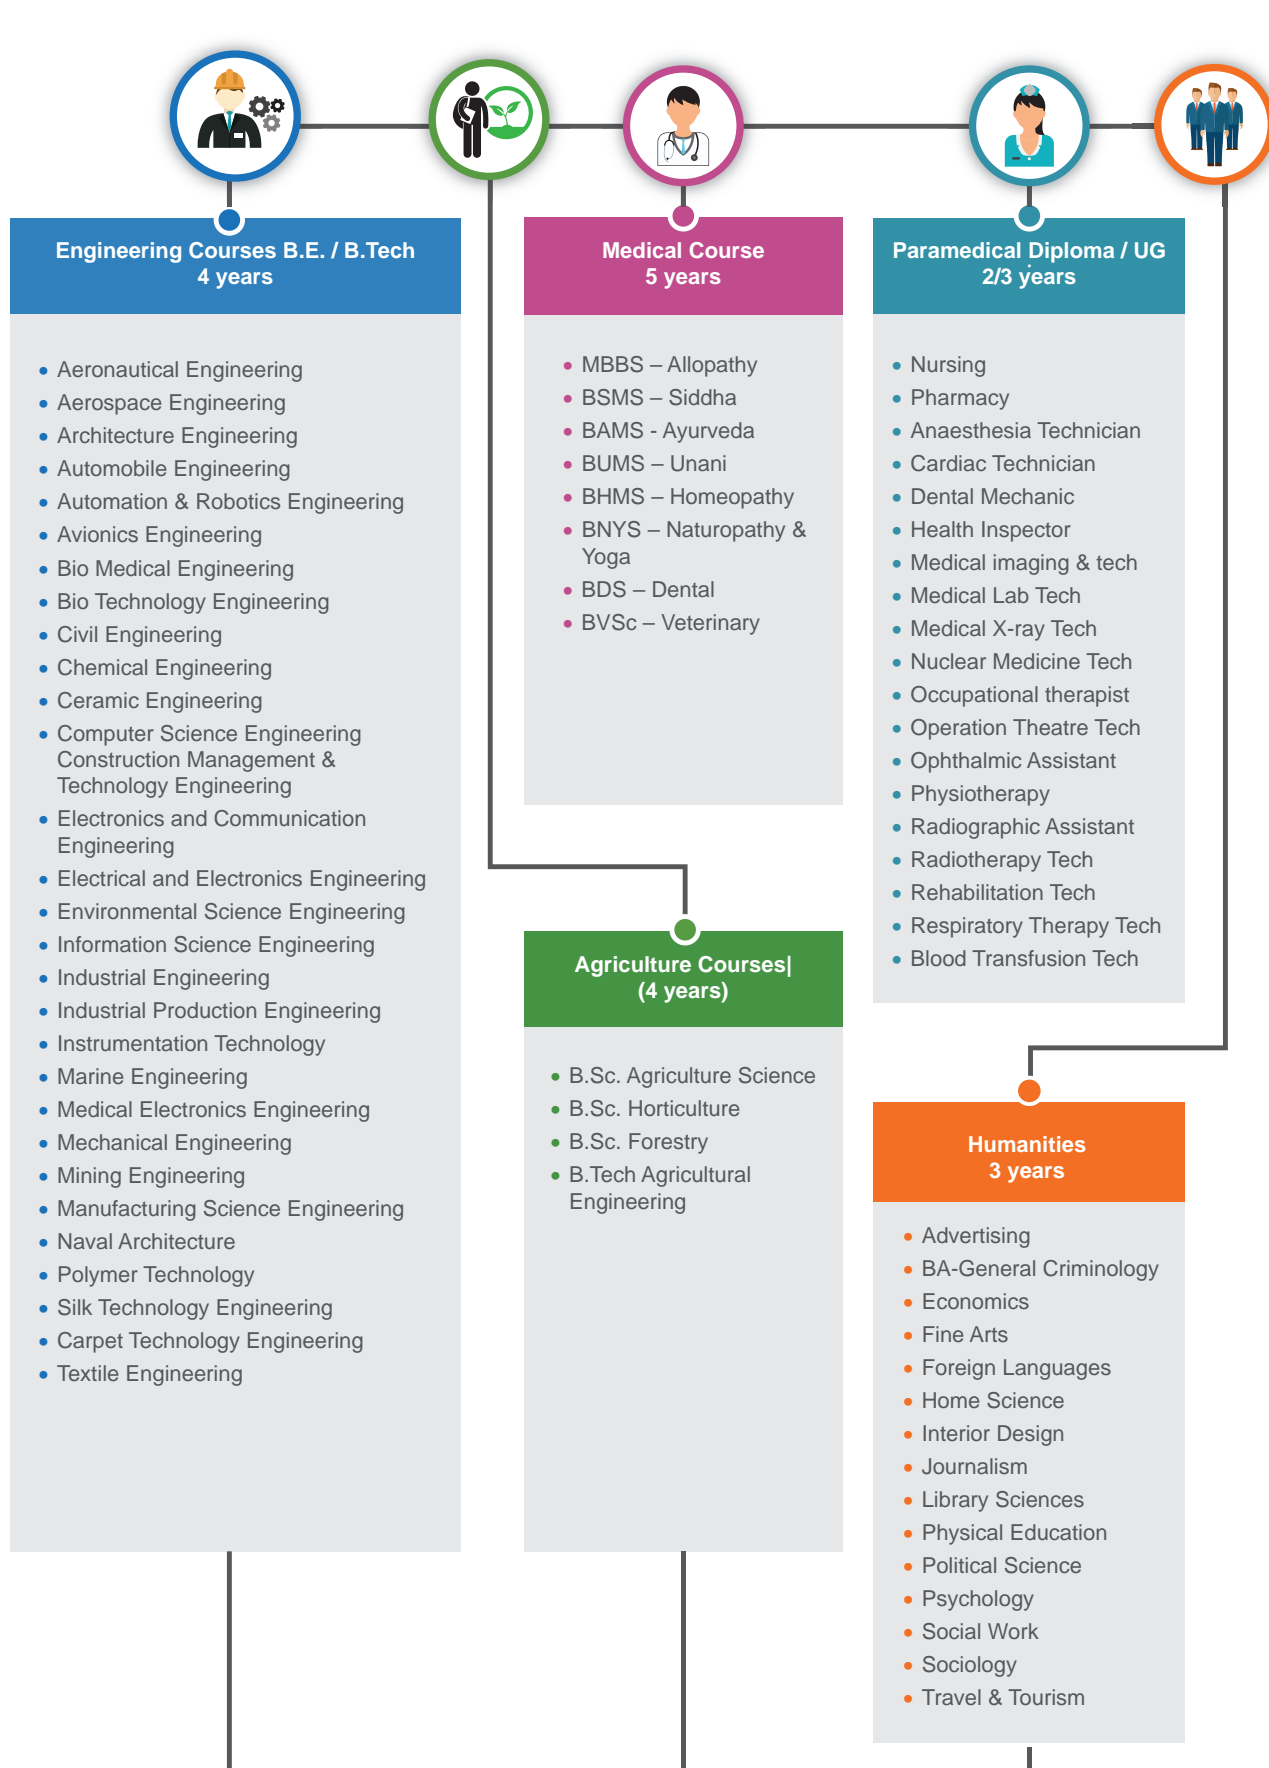 Engineering Courses B.E. / B.Tech
4 years
Aeronautical Engineering
Aerospace Engineering
Architecture Engineering
Automobile Engineering
Automation & Robotics Engineering
Avionics Engineering
Bio Medical Engineering
Bio Technology Engineering
Civil Engineering
Chemical Engineering
Ceramic Engineering
Computer Science Engineering
Construction Management &
Technology Engineering
Electronics and Communication
Engineering
Electrical and Electronics Engineering
Environmental Science Engineering
Information Science Engineering
Industrial Engineering
Industrial Production Engineering
Instrumentation Technology
Marine Engineering
Medical Electronics Engineering
Mechanical Engineering
Mining Engineering
Manufacturing Science Engineering
Naval Architecture
Polymer Technology
Silk Technology Engineering
Carpet Technology Engineering
Textile Engineering
Medical Course
5 years
MBBS – Allopathy
BSMS – Siddha
BAMS - Ayurveda
BUMS – Unani
BHMS – Homeopathy
BNYS – Naturopathy &
Yoga
BDS – Dental
BVSc – Veterinary
Agriculture Courses|
(4 years)
B.Sc. Agriculture Science
B.Sc. Horticulture
B.Sc. Forestry
B.Tech Agricultural
Engineering
Paramedical Diploma / UG
2/3 years
Nursing
Pharmacy
Anaesthesia Technician
Cardiac Technician
Dental Mechanic
Health Inspector
Medical imaging & tech
Medical Lab Tech
Medical X-ray Tech
Nuclear Medicine Tech
Occupational therapist
Operation Theatre Tech
Ophthalmic Assistant
Physiotherapy
Radiographic Assistant
Radiotherapy Tech
Rehabilitation Tech
Respiratory Therapy Tech
Blood Transfusion Tech
Humanities
3 years
Advertising
BA-General Criminology
Economics
Fine Arts
Foreign Languages
Home Science
Interior Design
Journalism
Library Sciences
Physical Education
Political Science
Psychology
Social Work
Sociology
Travel & Tourism